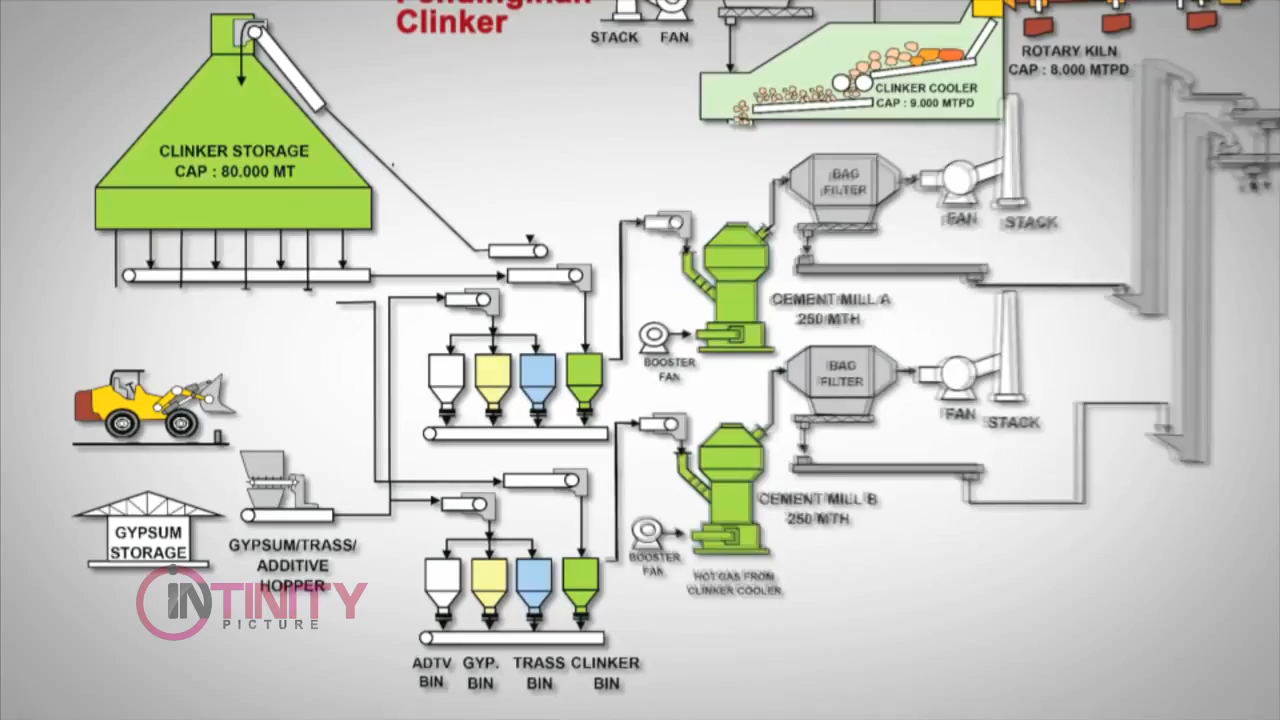 Clinker
STACK FAN
ROTARY KILN
CAP : 8.000 MTPD
CLINKER COOLER
CAP : 9.000 MTPD
CLINKER STORAGE
CAP : 80.000 MT
BAG
FILTER
FAN
STACK
CEMENT MILL A
250 MTH
BOOSTER
FAN
BAG
FILTER
FAN
STACK
CEMENT MILL B
250 MTH
BOOSTER
FAN
HOT GAS FROM
CLINKER COOLER
GYPSUM
STORAGE
GYPSUM/TRASS/
ADDITIVE
HOPPER
INTINITY
PICTURE
ADTV
BIN
GYP.
BIN
TRASS
BIN
CLINKER
BIN